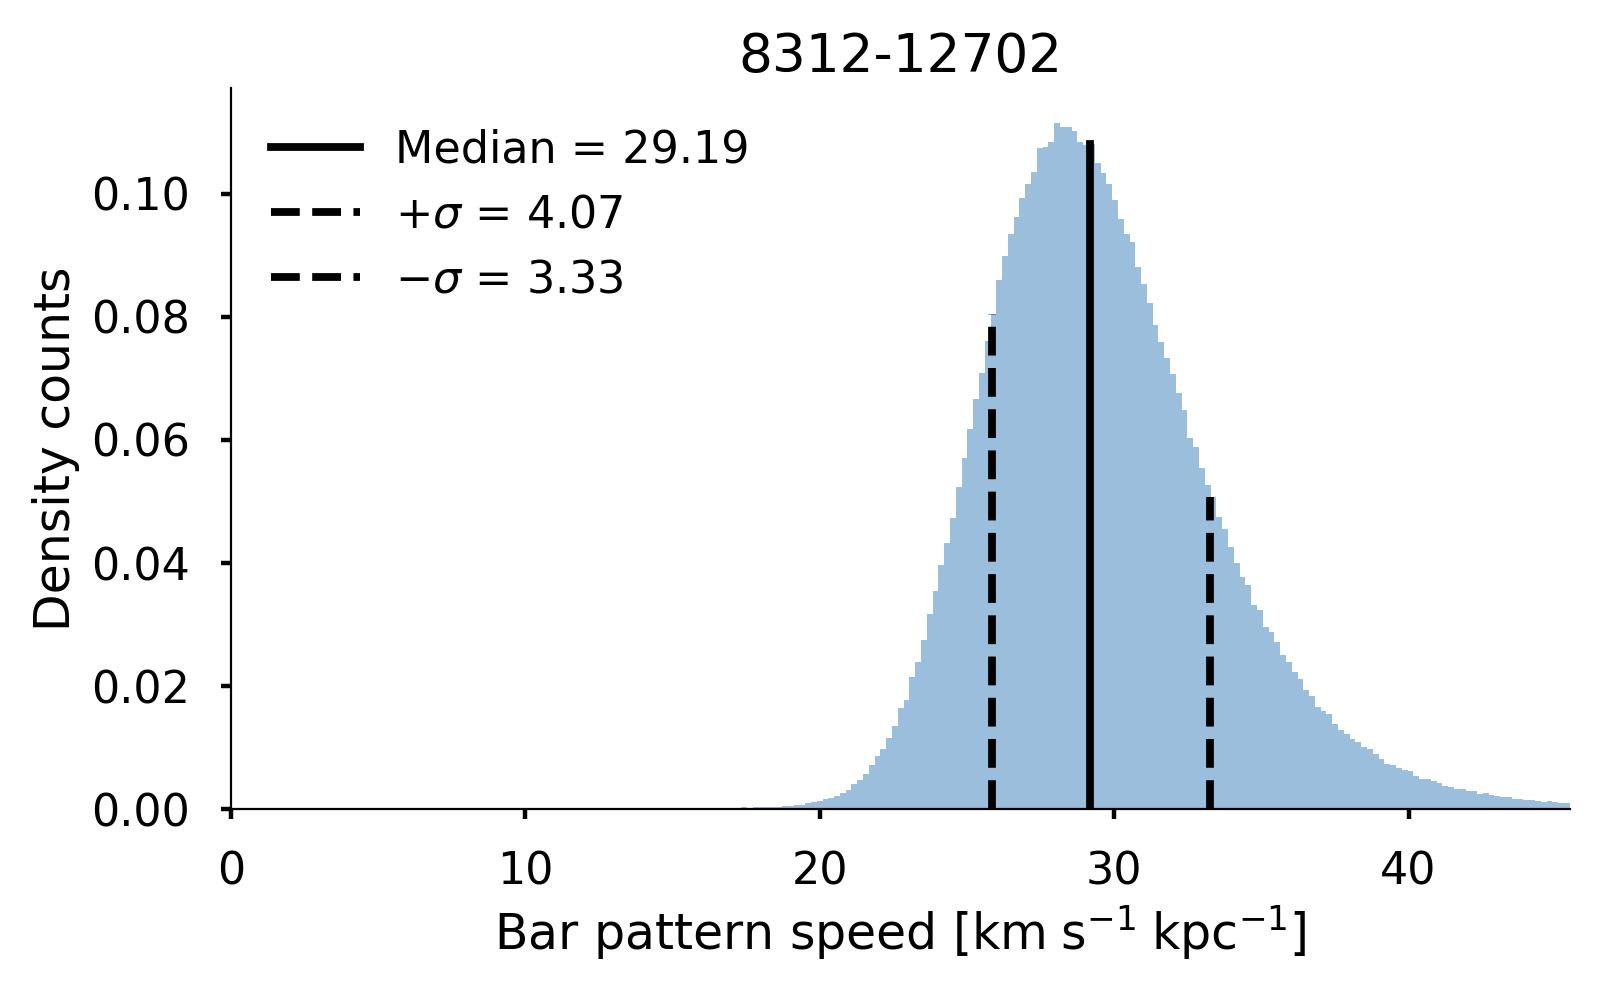 8312-12702
Median = 29.19
+σ = 4.07
−σ = 3.33
Density counts
0.10
0.08
0.06
0.04
0.02
0.00
0 10 20 30 40
Bar pattern speed [km s⁻¹ kpc⁻¹]